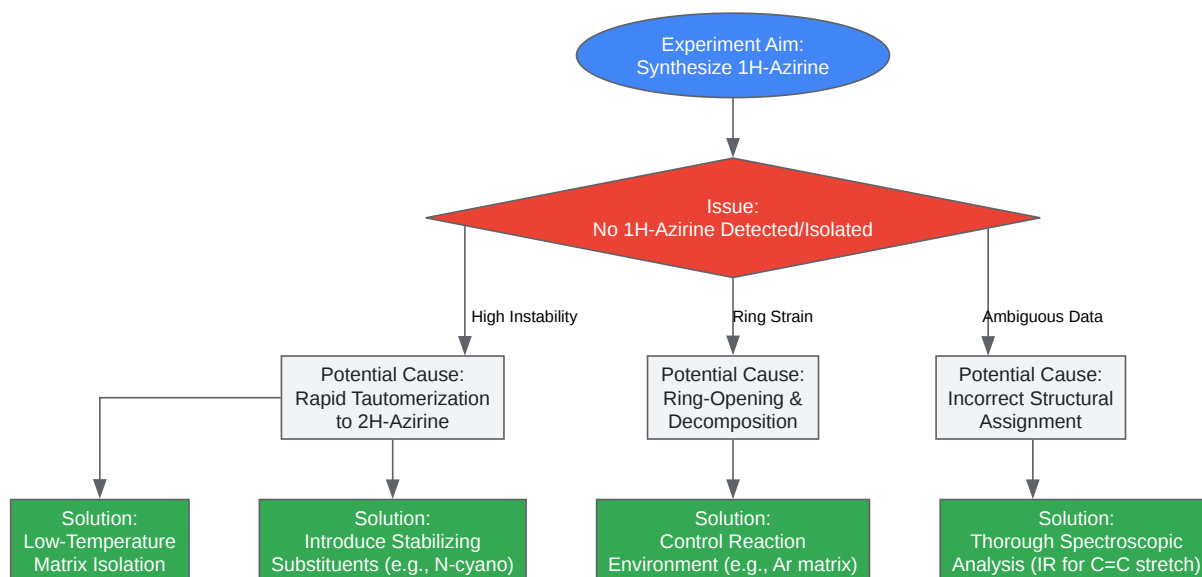 Experiment Aim:
Synthesize 1H-Azirine
Issue:
No 1H-Azirine Detected/Isolated
High Instability
Ring Strain
Ambiguous Data
Potential Cause:
Rapid Tautomerization
to 2H-Azirine
Potential Cause:
Ring-Opening &
Decomposition
Potential Cause:
Incorrect Structural
Assignment
Solution:
Low-Temperature
Matrix Isolation
Solution:
Introduce Stabilizing
Substituents (e.g., N-cyano)
Solution:
Control Reaction
Environment (e.g., Ar matrix)
Solution:
Thorough Spectroscopic
Analysis (IR for C=C stretch)